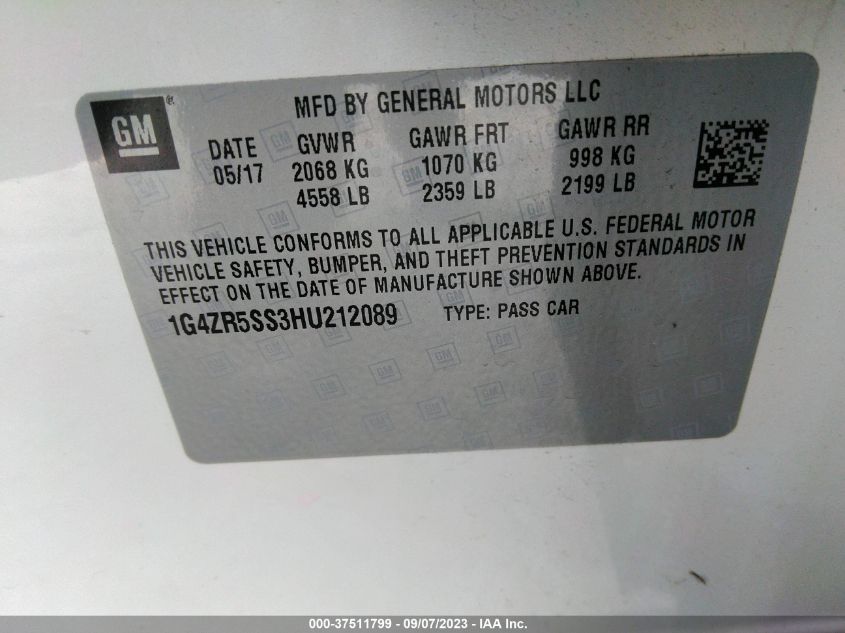 MFD BY GENERAL MOTORS LLC
GM®
DATE GVWR GAWR FRT GAWR RR
05/17 2068 KG 1070 KG 998 KG
4558 LB 2359 LB 2199 LB
THIS VEHICLE CONFORMS TO ALL APPLICABLE U.S. FEDERAL MOTOR
VEHICLE SAFETY, BUMPER, AND THEFT PREVENTION STANDARDS IN
EFFECT ON THE DATE OF MANUFACTURE SHOWN ABOVE.
1G4ZR5SS3HU212089 TYPE: PASS CAR
000-37511799 - 09/07/2023 - IAA Inc.